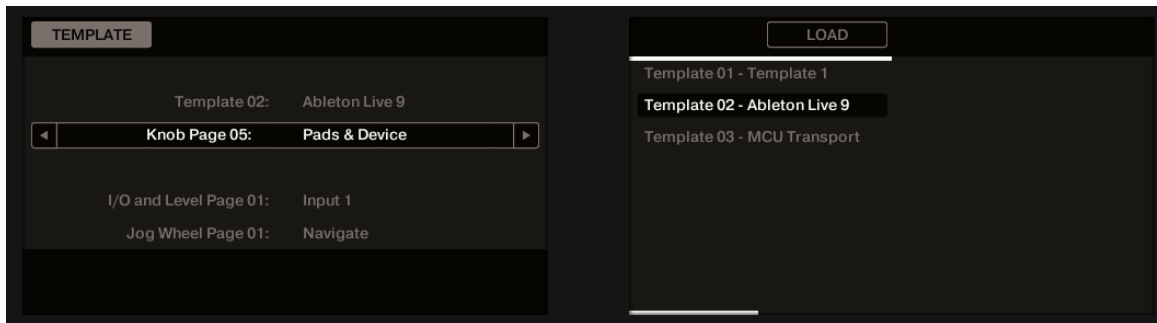 TEMPLATE
Template 02: Ableton Live 9
Knob Page 05: Pads & Device
I/O and Level Page 01: Input 1
Jog Wheel Page 01: Navigate
LOAD
Template 01 - Template 1
Template 02 - Ableton Live 9
Template 03 - MCU Transport